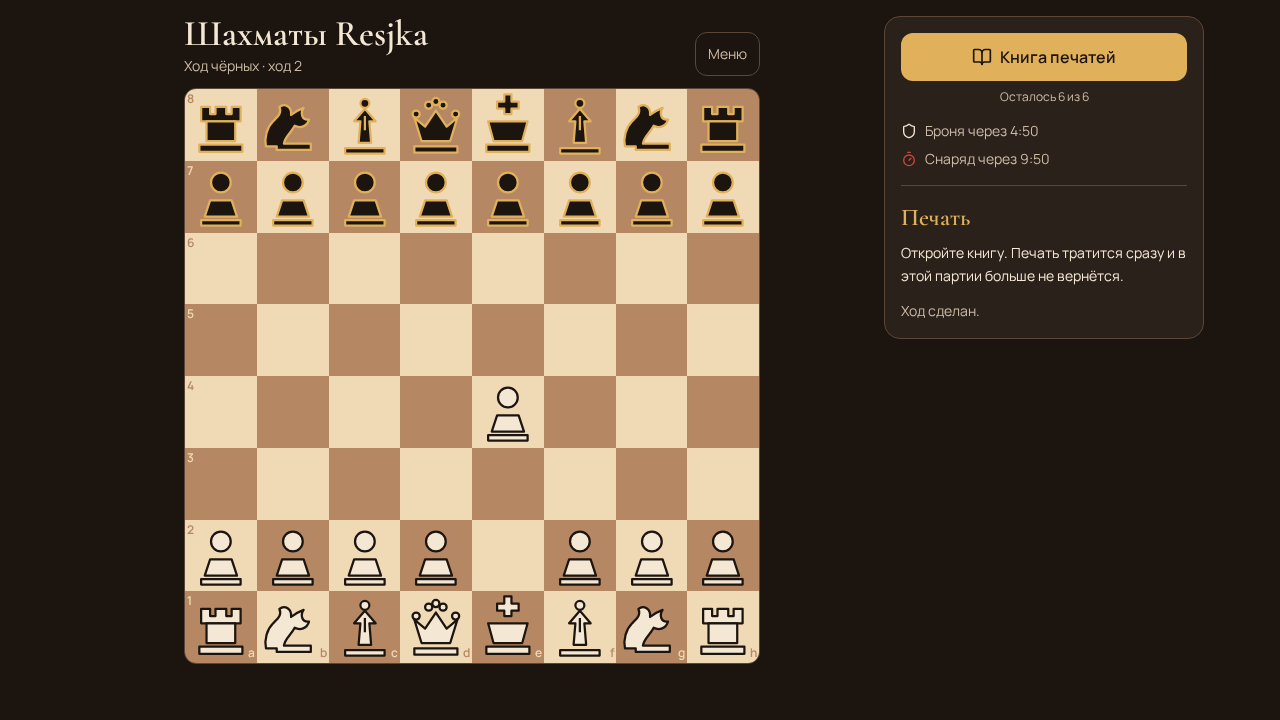 Шахматы Resjka
Ход чёрных · ход 2
Меню
8
7
6
5
4
3
2
1
a b c d e f g h
Книга печатей
Осталось 6 из 6
Броня через 4:50
Снаряд через 9:50
Печать
Откройте книгу. Печать тратится сразу и в
этой партии больше не вернётся.
Ход сделан.